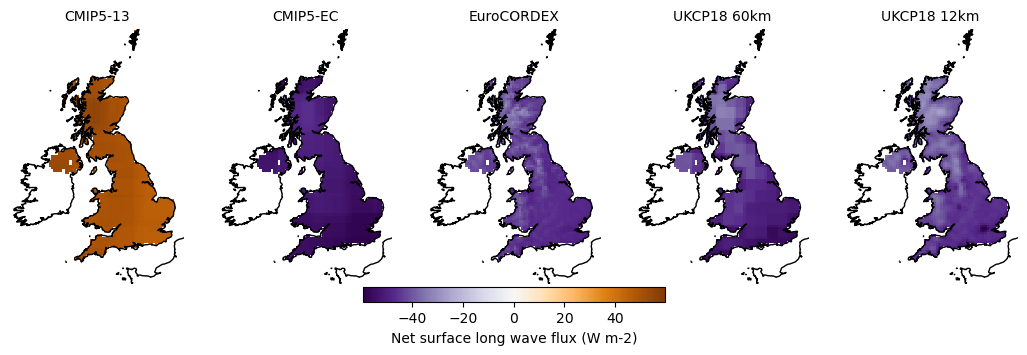 CMIP5-13 CMIP5-EC EuroCORDEX UKCP18 60km UKCP18 12km
−40 −20 0 20 40
Net surface long wave flux (W m-2)